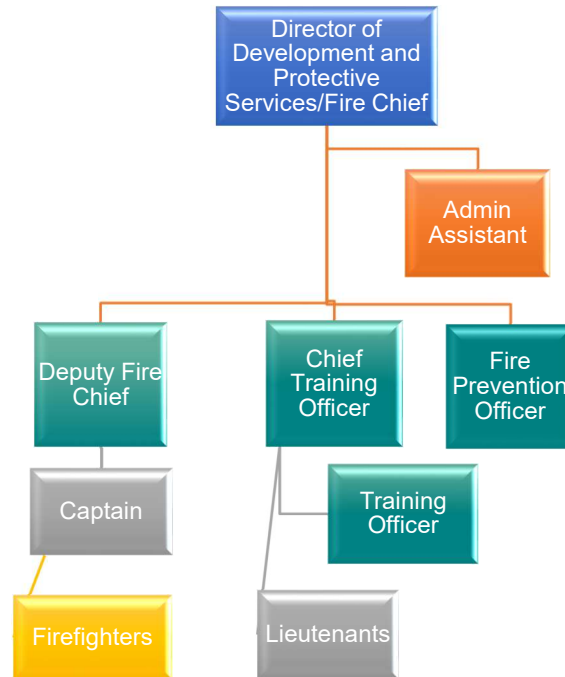 Director of
Development and
Protective
Services/Fire Chief
Admin
Assistant
Deputy Fire
Chief
Chief
Training
Officer
Fire
Prevention
Officer
Captain
Training
Officer
Firefighters
Lieutenants